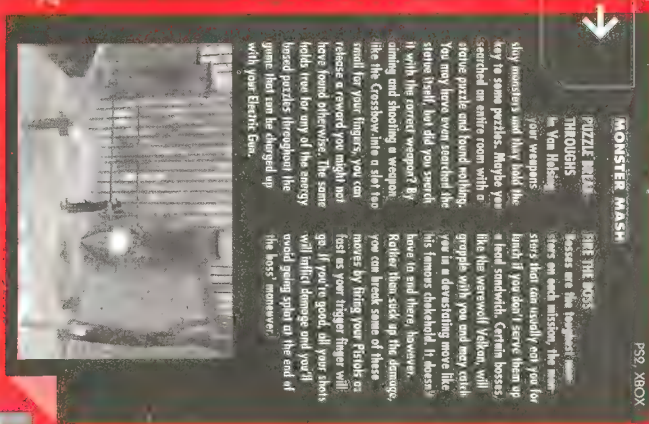 PS2, XBOX
MONSTER MASH
PUZZLE BREAK
THROUGHS
In Van Helsing
your weapons
slay monsters and they hold the
key to some puzzles. Maybe you
searched an entire room with a
statue puzzle and found nothing.
You may have even searched the
statue itself, but did you search
it with the correct weapon? By
aiming and shooting a weapon
like the Crossbow into a slot too
small for your fingers, you can
release a reward you might not
have found otherwise. The same
holds true for any of the energy
based puzzles throughout the
game that can be charged up
with your Electric Gun.
FIRE THE BOSS
Bosses are the toughest
on each mission, the
that can usually eat you for
lunch if you don't serve them up
a lead sandwich. Certain bosses,
like the werewolf Velkan, will
grapple with you and may catch
you in a devastating move like
his famous chokehold. It doesn't
have to end there, however.
Rather than suck up the damage,
you can break some of these
moves by firing your Pistols as
fast as your trigger finger will
go. If you're good, all your shots
will inflict damage and you'll
avoid going splat at the end of
the boss' maneuver.